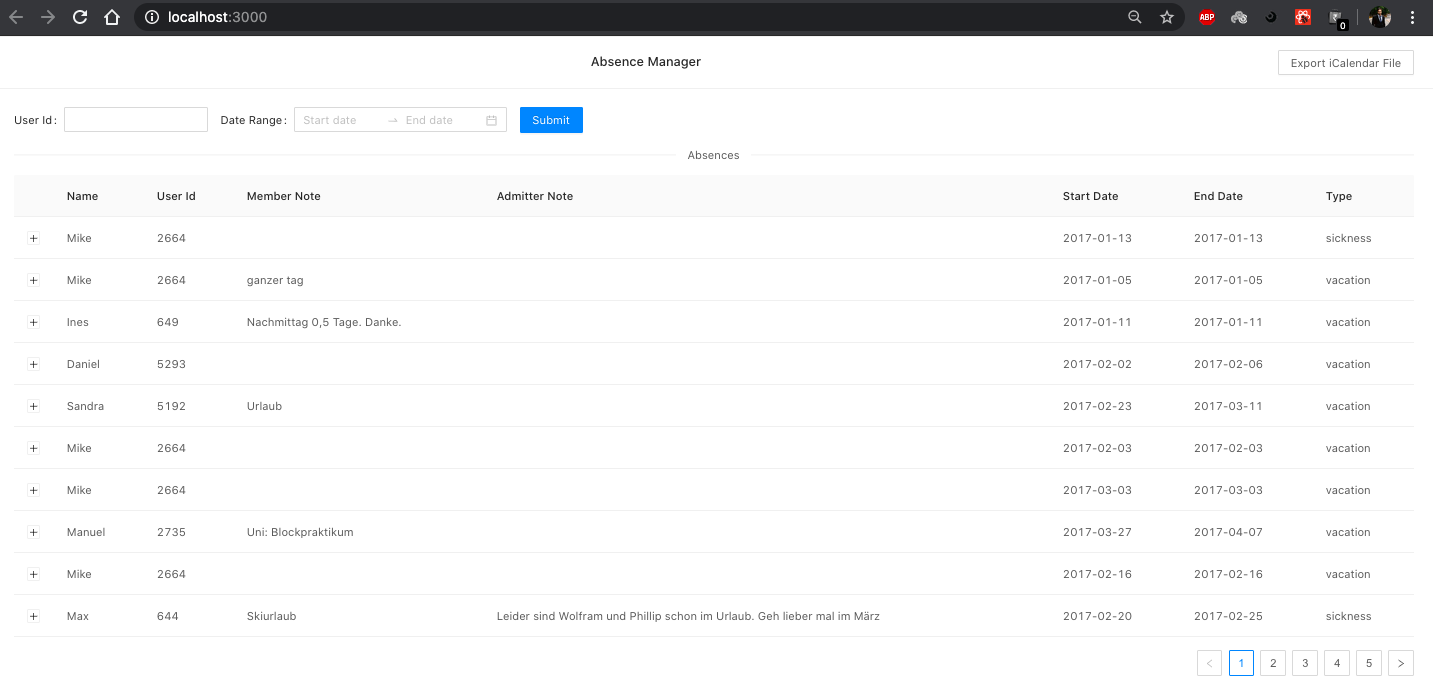 localhost:3000
ABP
0
Absence Manager
Export iCalendar File
User Id:
Date Range: Start date End date
Submit
Absences
Name User Id Member Note Admitter Note Start Date End Date Type
+ Mike 2664 2017-01-13 2017-01-13 sickness
+ Mike 2664 ganzer tag 2017-01-05 2017-01-05 vacation
+ Ines 649 Nachmittag 0,5 Tage. Danke. 2017-01-11 2017-01-11 vacation
+ Daniel 5293 2017-02-02 2017-02-06 vacation
+ Sandra 5192 Urlaub 2017-02-23 2017-03-11 vacation
+ Mike 2664 2017-02-03 2017-02-03 vacation
+ Mike 2664 2017-03-03 2017-03-03 vacation
+ Manuel 2735 Uni: Blockpraktikum 2017-03-27 2017-04-07 vacation
+ Mike 2664 2017-02-16 2017-02-16 vacation
+ Max 644 Skiurlaub Leider sind Wolfram und Phillip schon im Urlaub. Geh lieber mal im März 2017-02-20 2017-02-25 sickness
< 1 2 3 4 5 >